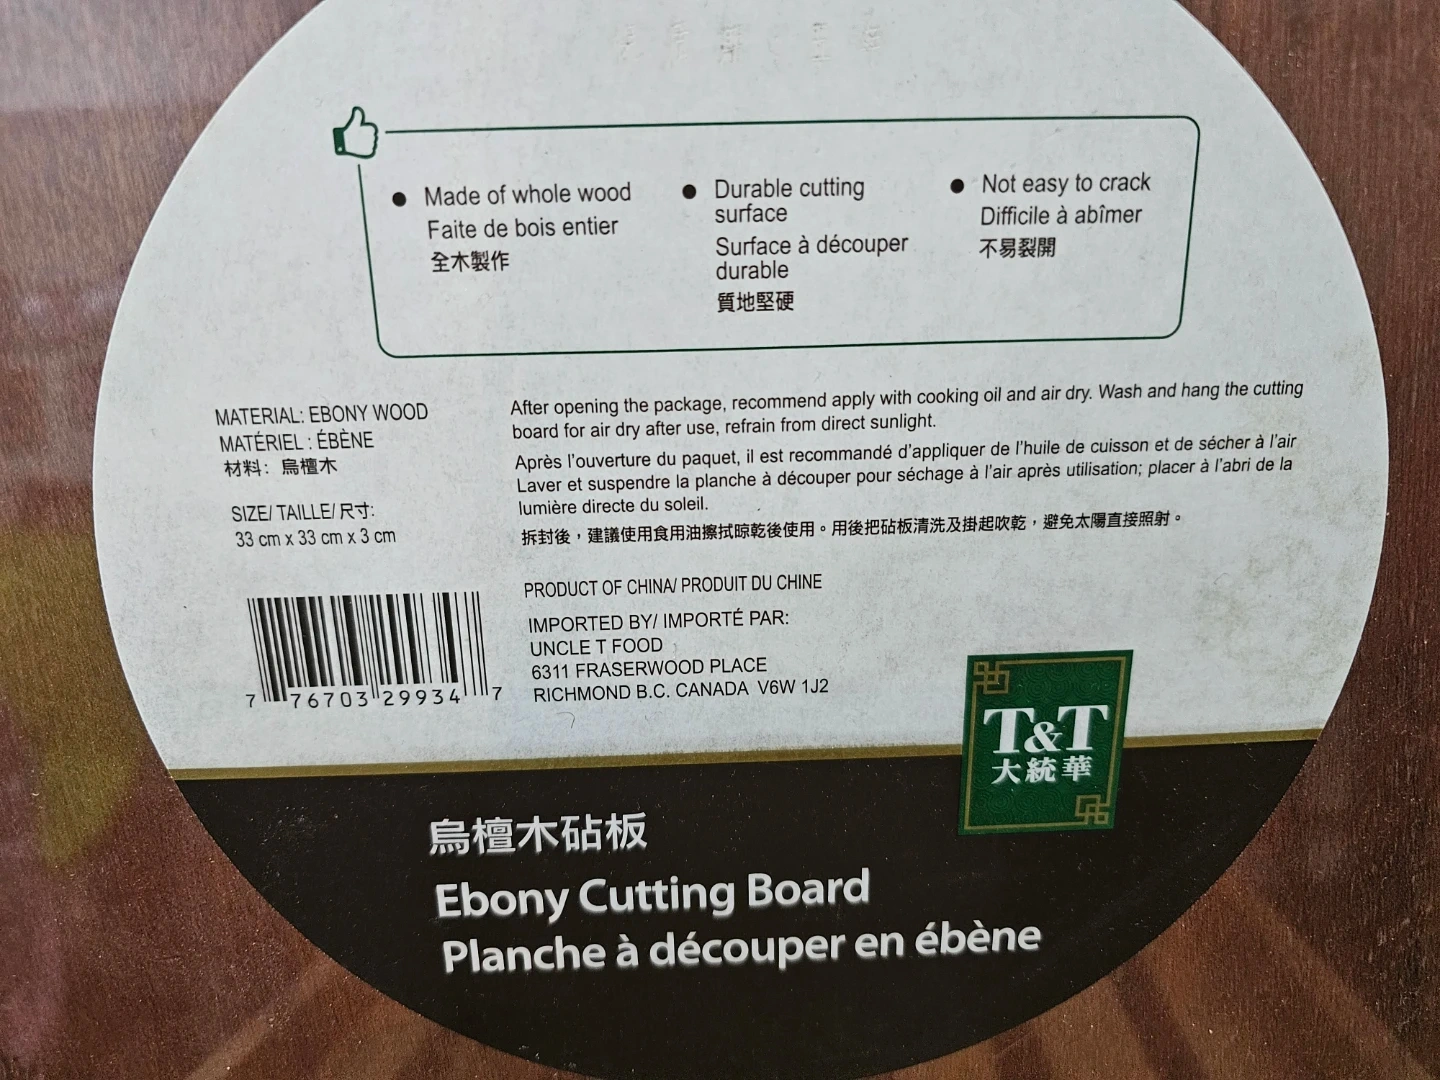 Made of whole wood
Faite de bois entier
全木製作
Durable cutting
surface
Surface à découper
durable
質地堅硬
Not easy to crack
Difficile à abîmer
不易裂開
MATERIAL: EBONY WOOD
MATÉRIEL : ÉBÈNE
材料：烏檀木
SIZE/ TAILLE/ 尺寸:
33 cm x 33 cm x 3 cm
After opening the package, recommend apply with cooking oil and air dry. Wash and hang the cutting
board for air dry after use, refrain from direct sunlight.
Après l'ouverture du paquet, il est recommandé d'appliquer de l'huile de cuisson et de sécher à l'air
Laver et suspendre la planche à découper pour séchage à l'air après utilisation; placer à l'abri de la
lumière directe du soleil.
拆封後，建議使用食用油擦拭晾乾後使用。用後把砧板清洗及掛起吹乾，避免太陽直接照射。
7 76703 29934 7
PRODUCT OF CHINA/ PRODUIT DU CHINE
IMPORTED BY/ IMPORTÉ PAR:
UNCLE T FOOD
6311 FRASERWOOD PLACE
RICHMOND B.C. CANADA V6W 1J2
T&T
大統華
烏檀木砧板
Ebony Cutting Board
Planche à découper en ébène